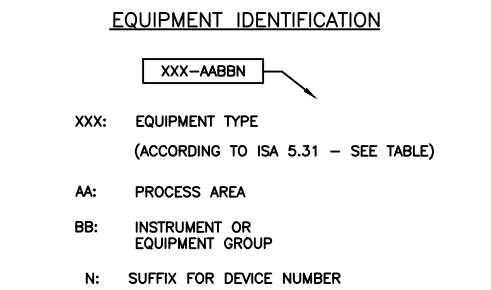 EQUIPMENT IDENTIFICATION
XXX-AABBN
XXX: EQUIPMENT TYPE
(ACCORDING TO ISA 5.31 - SEE TABLE)
AA: PROCESS AREA
BB: INSTRUMENT OR
EQUIPMENT GROUP
N: SUFFIX FOR DEVICE NUMBER